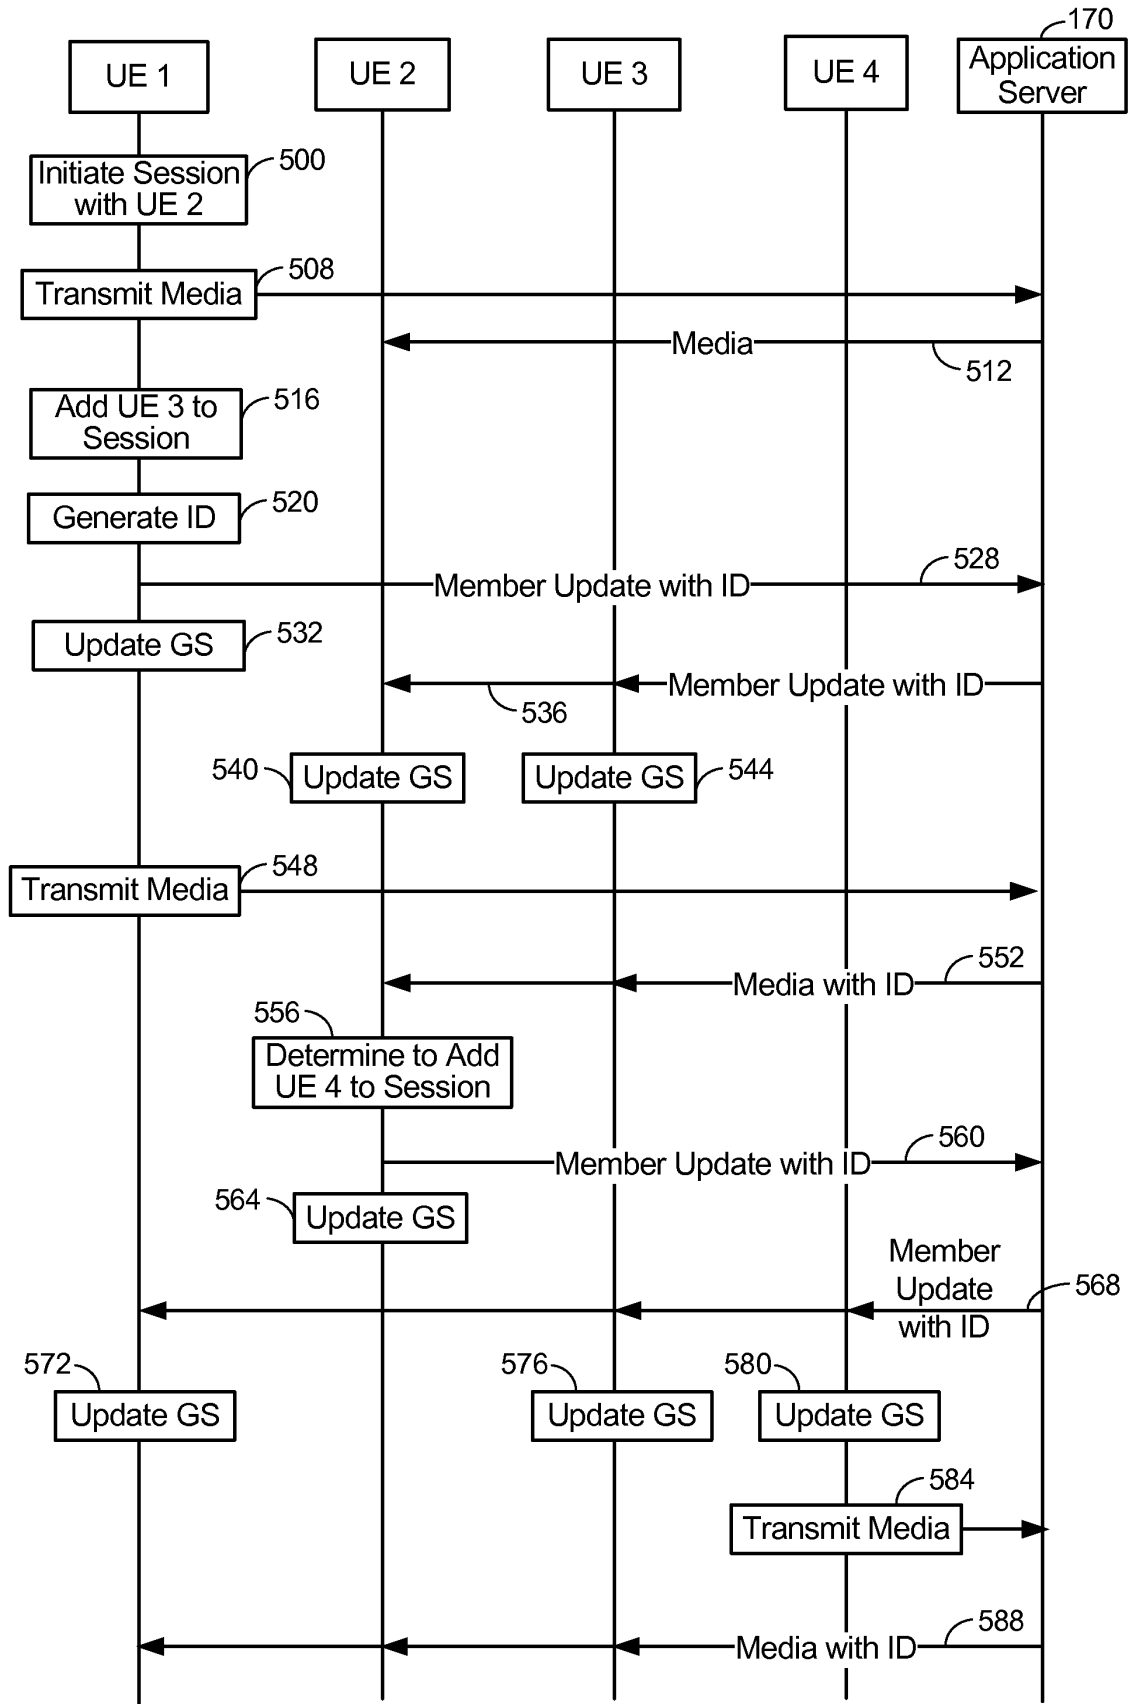 170
UE 1
UE 2
UE 3
UE 4
Application
Server
500
Initiate Session
with UE 2
508
Transmit Media
Media
512
516
Add UE 3 to
Session
520
Generate ID
528
Member Update with ID
532
Update GS
Member Update with ID
536
540
Update GS
Update GS
544
548
Transmit Media
552
Media with ID
556
Determine to Add
UE 4 to Session
560
Member Update with ID
564
Update GS
Member
Update
with ID
568
572
Update GS
576
Update GS
580
Update GS
584
Transmit Media
588
Media with ID